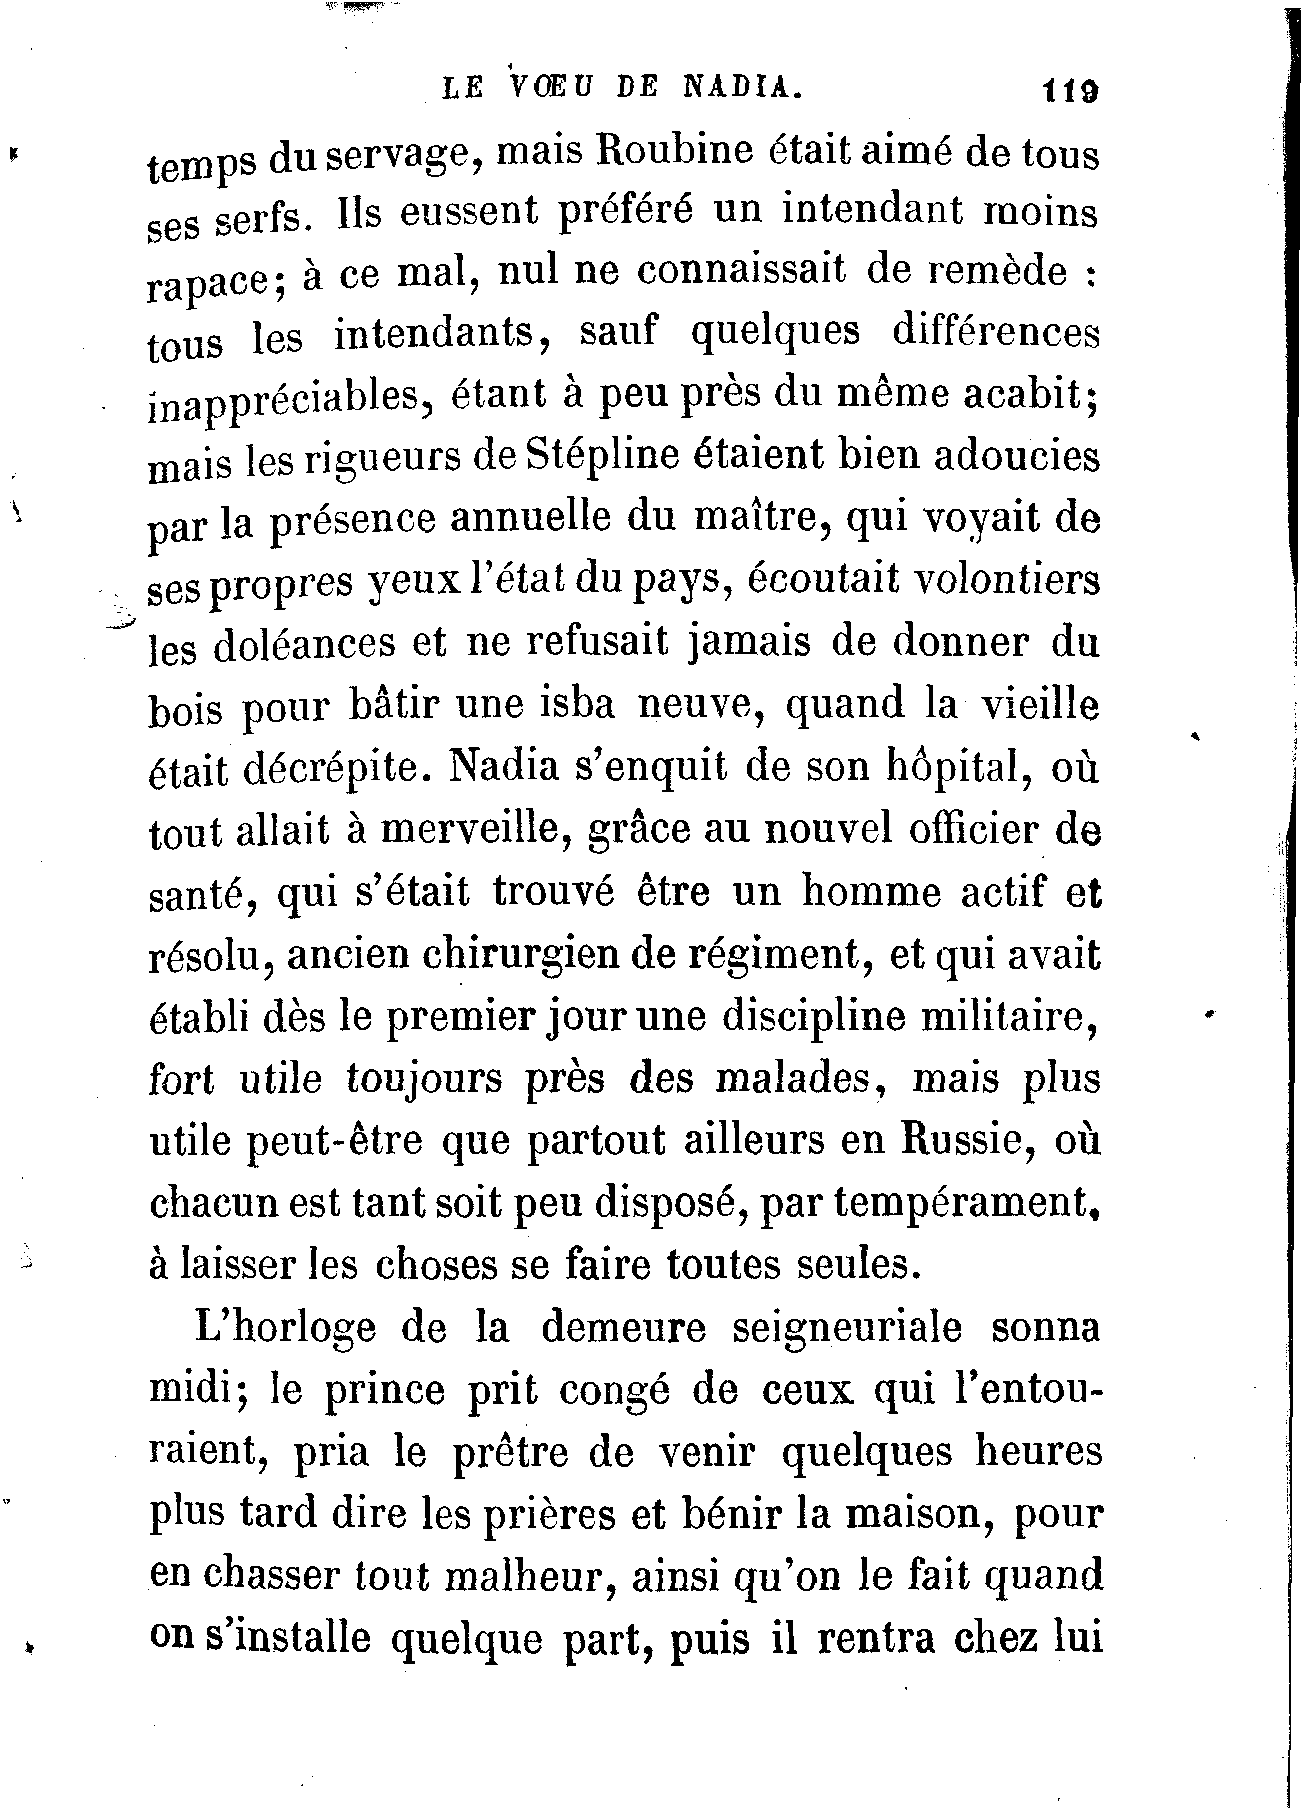 LE VŒU DE NADIA. 119
temps du servage, mais Roubine était aimé de tous
ses serfs. Ils eussent préféré un intendant moins
rapace; à ce mal, nul ne connaissait de remède :
tous les intendants, sauf quelques différences
inappréciables, étant à peu près du même acabit;
mais les rigueurs de Stépline étaient bien adoucies
par la présence annuelle du maître, qui voyait de
ses propres yeux l'état du pays, écoutait volontiers
les doléances et ne refusait jamais de donner du
bois pour bâtir une isba neuve, quand la vieille
était décrépite. Nadia s'enquit de son hôpital, où
tout allait à merveille, grâce au nouvel officier de
santé, qui s'était trouvé être un homme actif et
résolu, ancien chirurgien de régiment, et qui avait
établi dès le premier jour une discipline militaire,
fort utile toujours près des malades, mais plus
utile peut-être que partout ailleurs en Russie, où
chacun est tant soit peu disposé, par tempérament,
à laisser les choses se faire toutes seules.
L'horloge de la demeure seigneuriale sonna
midi; le prince prit congé de ceux qui l'entou-
raient, pria le prêtre de venir quelques heures
plus tard dire les prières et bénir la maison, pour
en chasser tout malheur, ainsi qu'on le fait quand
on s'installe quelque part, puis il rentra chez lui